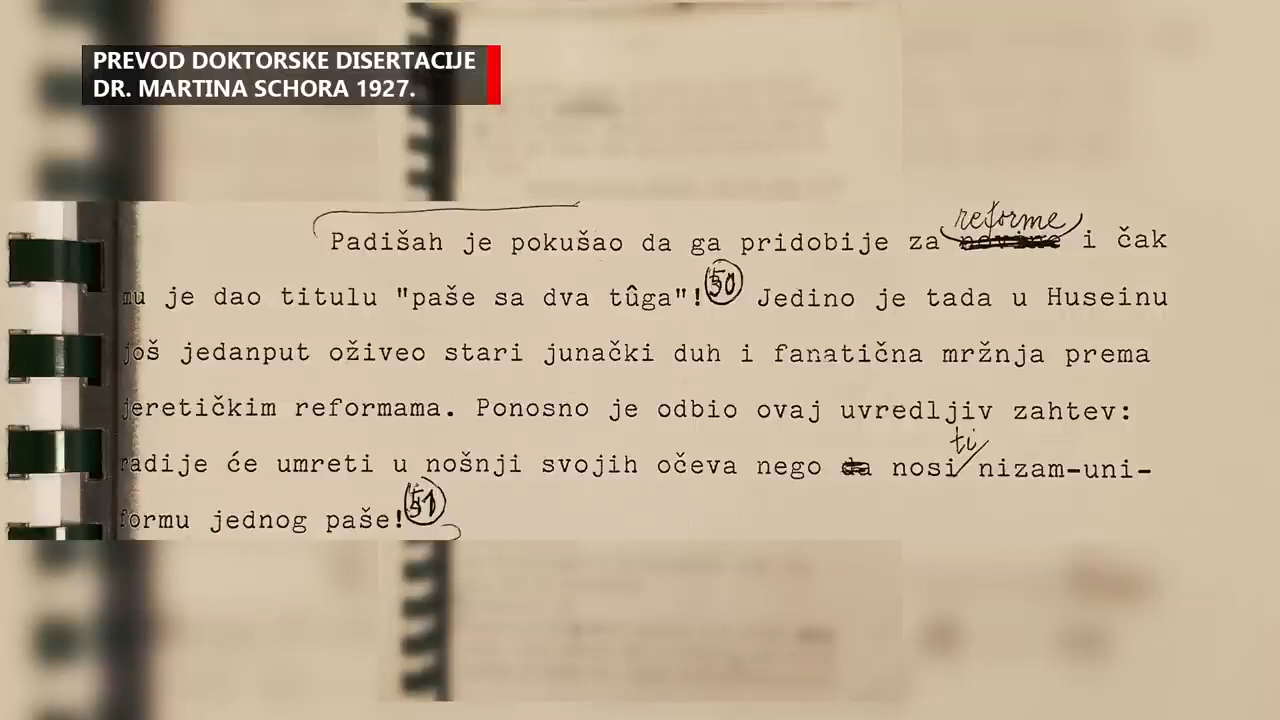 PREVOD DOKTORSKE DISERTACIJE
DR. MARTINA SCHORA 1927.
reforme
Padišah je pokušao da ga pridobije za novine i čak
mu je dao titulu "paše sa dva tûga"! 50 Jedino je tada u Huseinu
još jedanput oživeo stari junački duh i fanatična mržnja prema
jeretičkim reformama. Ponosno je odbio ovaj uvredljiv zahtev:
ti
radije će umreti u nošnji svojih očeva nego da nosi nizam-uni-
formu jednog paše! 51